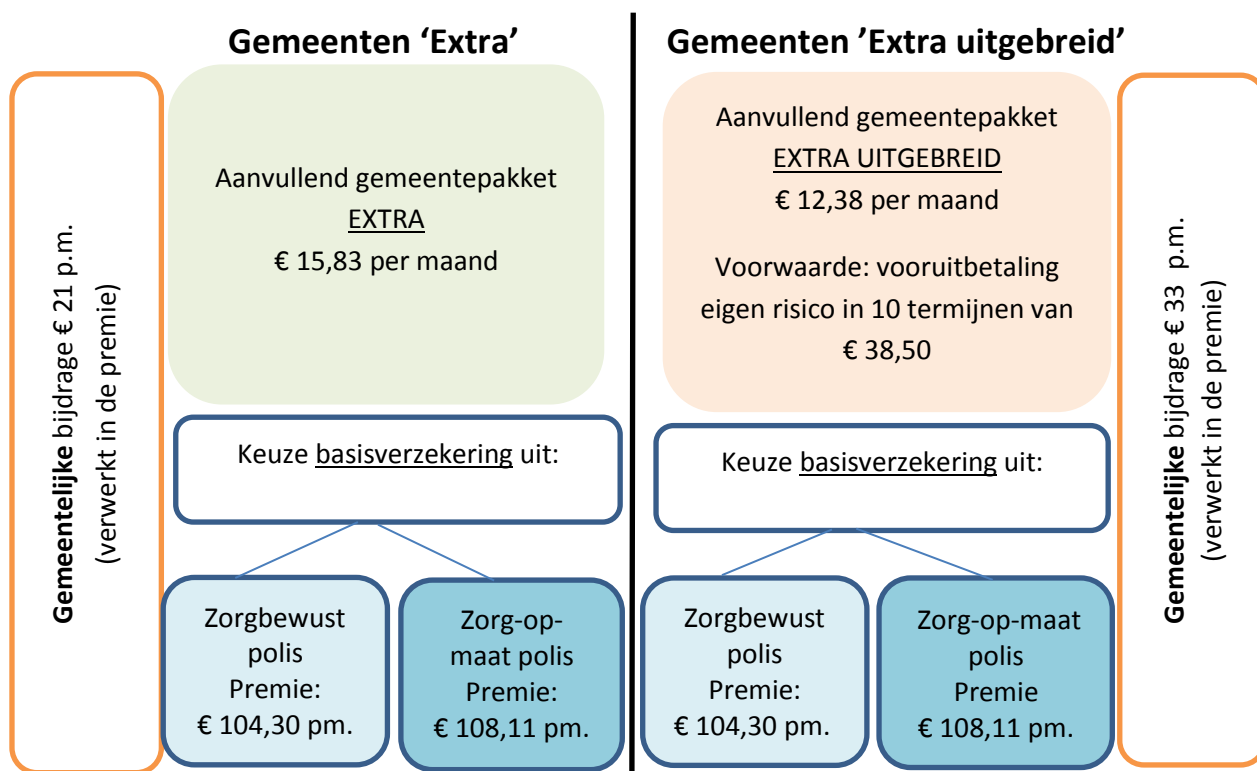 Gemeenten ‘Extra’
Gemeentelijke bijdrage € 21 p.m.
(verwerkt in de premie)
Aanvullend gemeentepakket
EXTRA
€ 15,83 per maand
Keuze basisverzekering uit:
Zorgbewust
polis
Premie:
€ 104,30 pm.
Zorg-op-
maat polis
Premie:
€ 108,11 pm.
Gemeenten ’Extra uitgebreid’
Aanvullend gemeentepakket
EXTRA UITGEBREID
€ 12,38 per maand
Voorwaarde: vooruitbetaling
eigen risico in 10 termijnen van
€ 38,50
Keuze basisverzekering uit:
Zorgbewust
polis
Premie:
€ 104,30 pm.
Zorg-op-maat
polis
Premie
€ 108,11 pm.
Gemeentelijke bijdrage € 33 p.m.
(verwerkt in de premie)